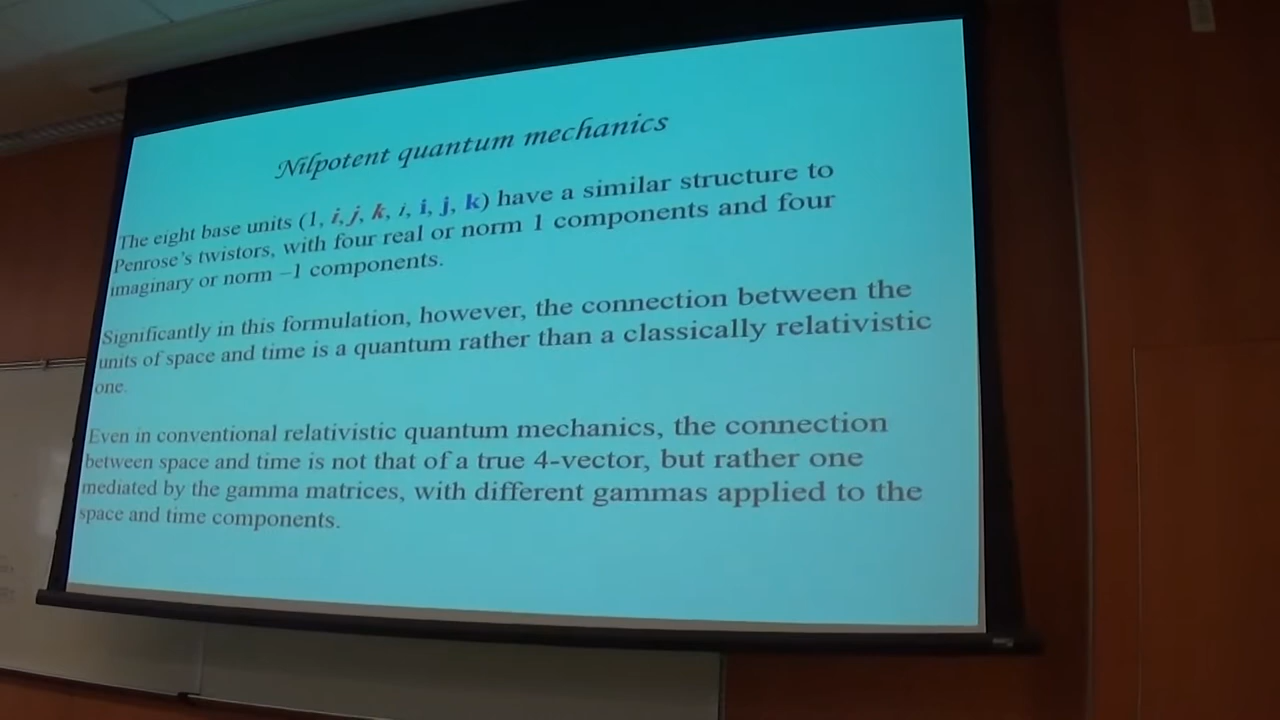 Nilpotent quantum mechanics
The eight base units (1, i, j, k, i, i, j, k) have a similar structure to
Penrose's twistors, with four real or norm 1 components and four
imaginary or norm –1 components.
Significantly in this formulation, however, the connection between the
units of space and time is a quantum rather than a classically relativistic
one.
Even in conventional relativistic quantum mechanics, the connection
between space and time is not that of a true 4-vector, but rather one
mediated by the gamma matrices, with different gammas applied to the
space and time components.